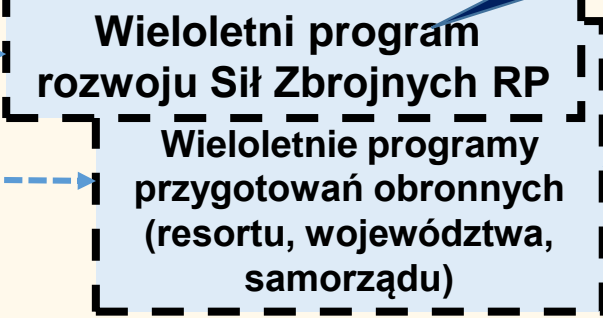 Wieloletni program
rozwoju Sił Zbrojnych RP
Wieloletnie programy
przygotowań obronnych
(resortu, województwa,
samorządu)